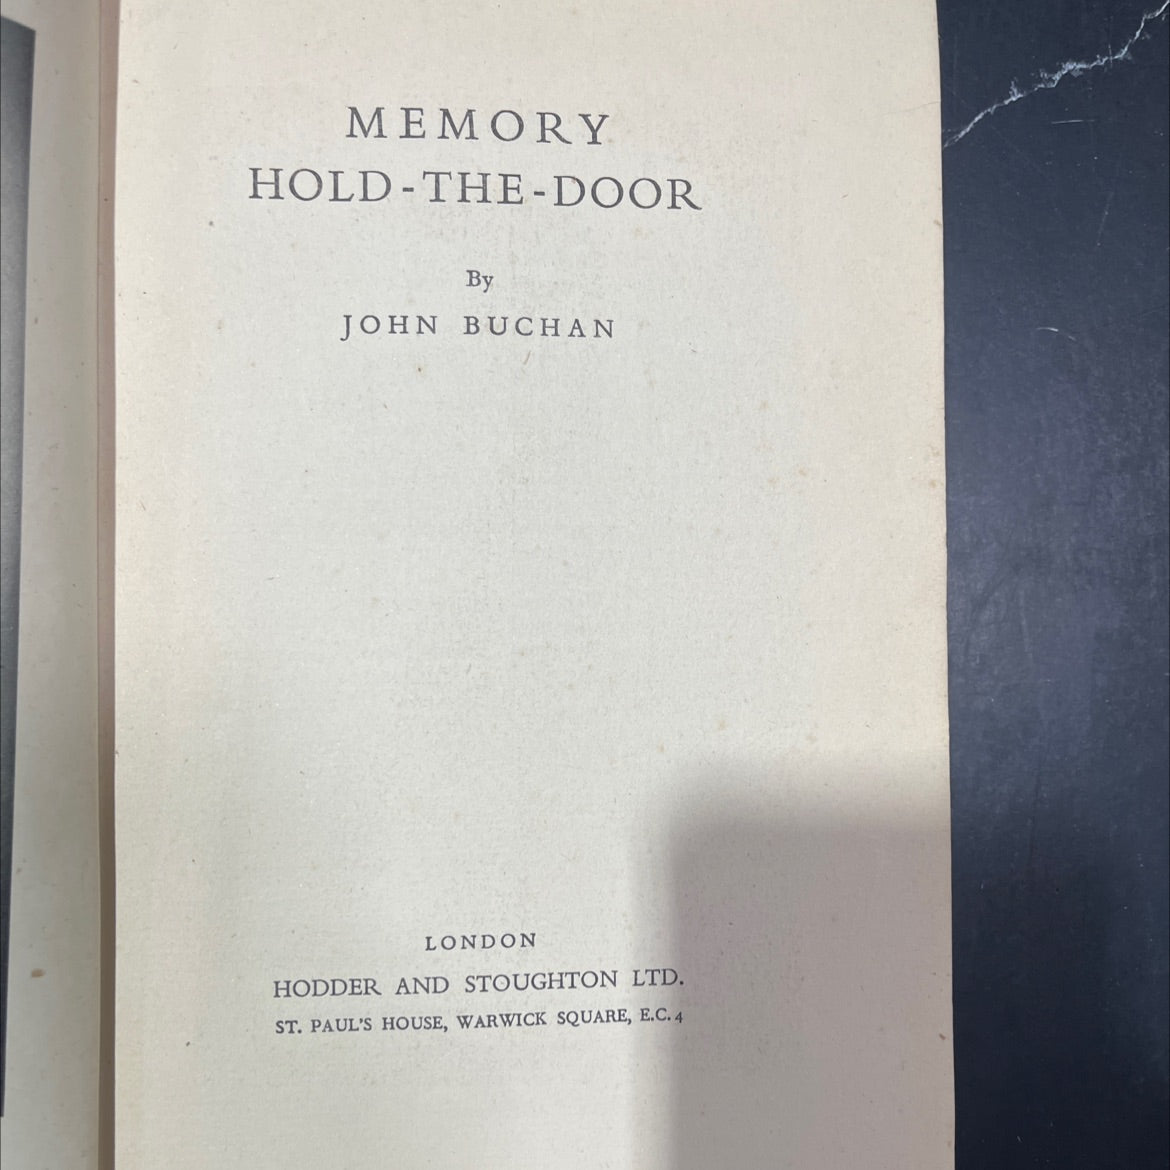 MEMORY
HOLD-THE-DOOR
By
JOHN BUCHAN
LONDON
HODDER AND STOUGHTON LTD.
ST. PAUL'S HOUSE, WARWICK SQUARE, E.C.4